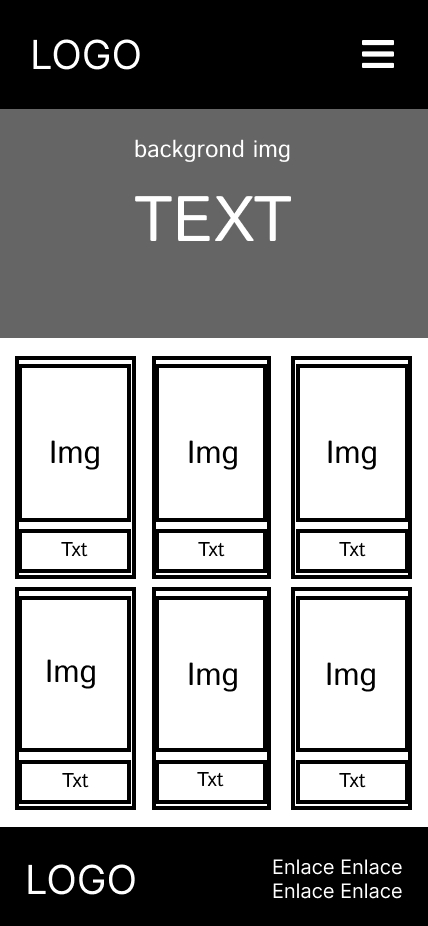 LOGO
backgrond img
TEXT
Img Img Img
Txt Txt Txt
Img Img Img
Txt Txt Txt
LOGO
Enlace Enlace
Enlace Enlace